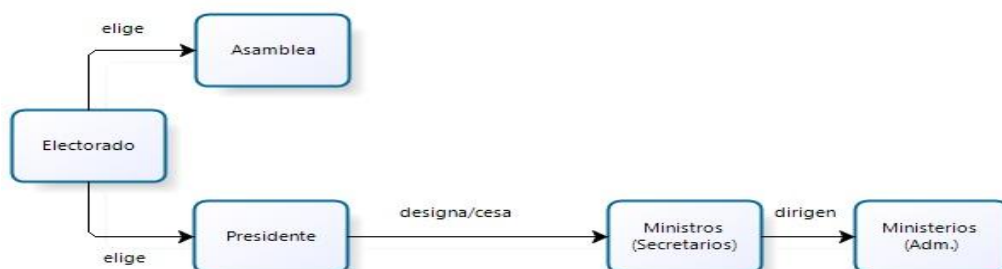 elige
Asamblea
Electorado
elige
Presidente
designa/cesa
Ministros
(Secretarios)
dirigen
Ministerios
(Adm.)